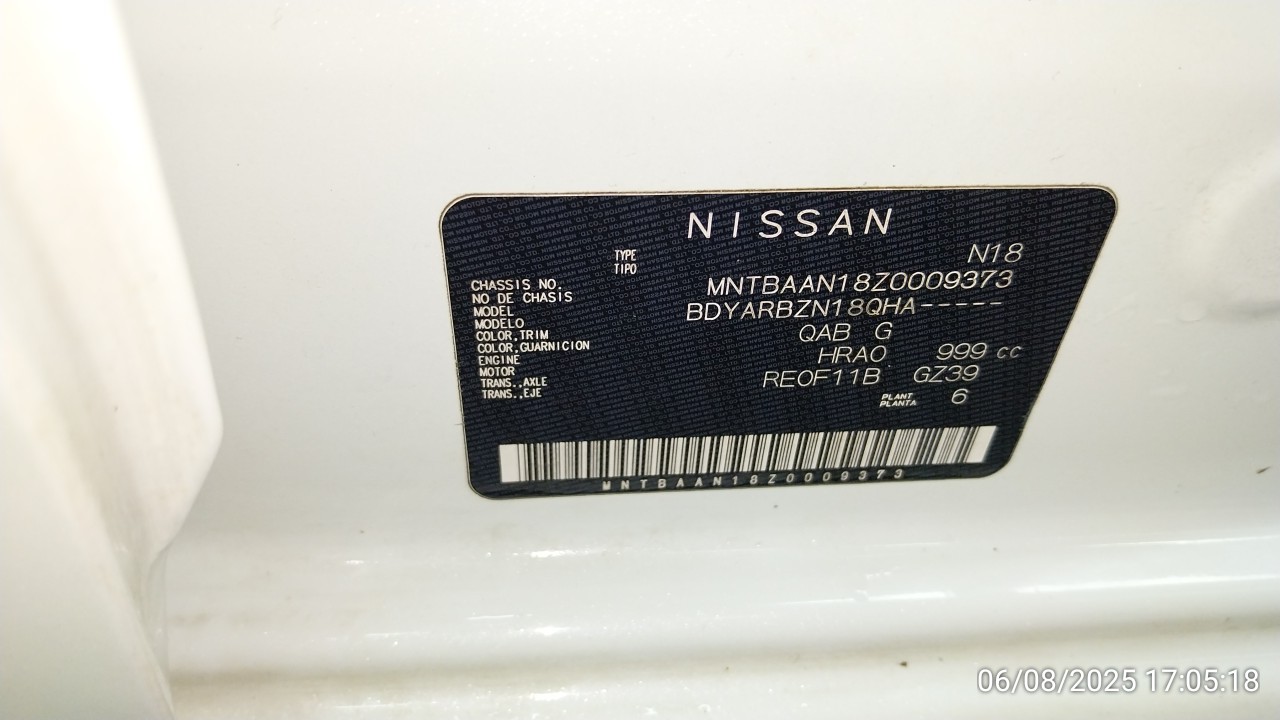 NISSAN
TYPE
TIPO
N18
CHASSIS NO.
NO DE CHASIS
MNTBAAN18Z0009373
MODEL
MODELO
BDYARBZN18QHA-----
COLOR,TRIM
COLOR,GUARNICION
QAB G
ENGINE
MOTOR
HRA0 999 cc
TRANS.,AXLE
TRANS.,EJE
RE0F11B GZ39
PLANT
PLANTA
6
MNTBAAN18Z0009373
06/08/2025 17:05:18